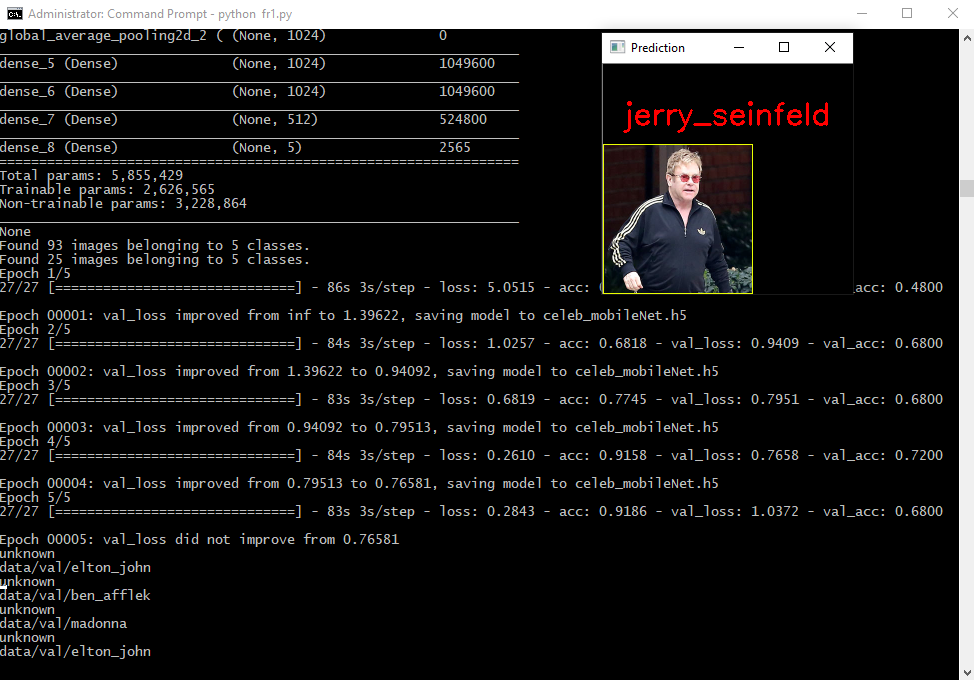 Administrator: Command Prompt - python fr1.py
global_average_pooling2d_2 ( (None, 1024) 0
dense_5 (Dense) (None, 1024) 1049600
dense_6 (Dense) (None, 1024) 1049600
dense_7 (Dense) (None, 512) 524800
dense_8 (Dense) (None, 5) 2565
Total params: 5,855,429
Trainable params: 2,626,565
Non-trainable params: 3,228,864
None
Found 93 images belonging to 5 classes.
Found 25 images belonging to 5 classes.
Epoch 1/5
27/27 [==============================] - 86s 3s/step - loss: 5.0515 - acc: acc: 0.4800
Epoch 00001: val_loss improved from inf to 1.39622, saving model to celeb_mobileNet.h5
Epoch 2/5
27/27 [==============================] - 84s 3s/step - loss: 1.0257 - acc: 0.6818 - val_loss: 0.9409 - val_acc: 0.6800
Epoch 00002: val_loss improved from 1.39622 to 0.94092, saving model to celeb_mobileNet.h5
Epoch 3/5
27/27 [==============================] - 83s 3s/step - loss: 0.6819 - acc: 0.7745 - val_loss: 0.7951 - val_acc: 0.6800
Epoch 00003: val_loss improved from 0.94092 to 0.79513, saving model to celeb_mobileNet.h5
Epoch 4/5
27/27 [==============================] - 84s 3s/step - loss: 0.2610 - acc: 0.9158 - val_loss: 0.7658 - val_acc: 0.7200
Epoch 00004: val_loss improved from 0.79513 to 0.76581, saving model to celeb_mobileNet.h5
Epoch 5/5
27/27 [==============================] - 83s 3s/step - loss: 0.2843 - acc: 0.9186 - val_loss: 1.0372 - val_acc: 0.6800
Epoch 00005: val_loss did not improve from 0.76581
unknown
data/val/elton_john
unknown
data/val/ben_afflek
unknown
data/val/madonna
unknown
data/val/elton_john
Prediction
jerry_seinfeld